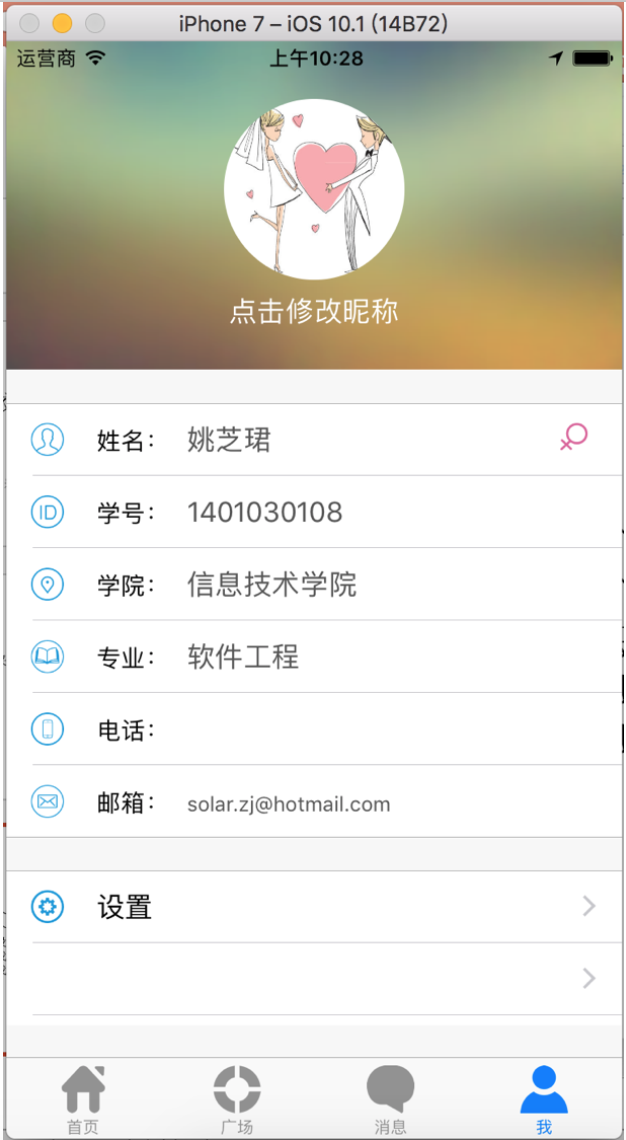 iPhone 7 – iOS 10.1 (14B72)
运营商 上午10:28
点击修改昵称
姓名： 姚芝珺
学号： 1401030108
ID
学院： 信息技术学院
专业： 软件工程
电话：
邮箱： solar.zj@hotmail.com
设置
首页 广场 消息 我